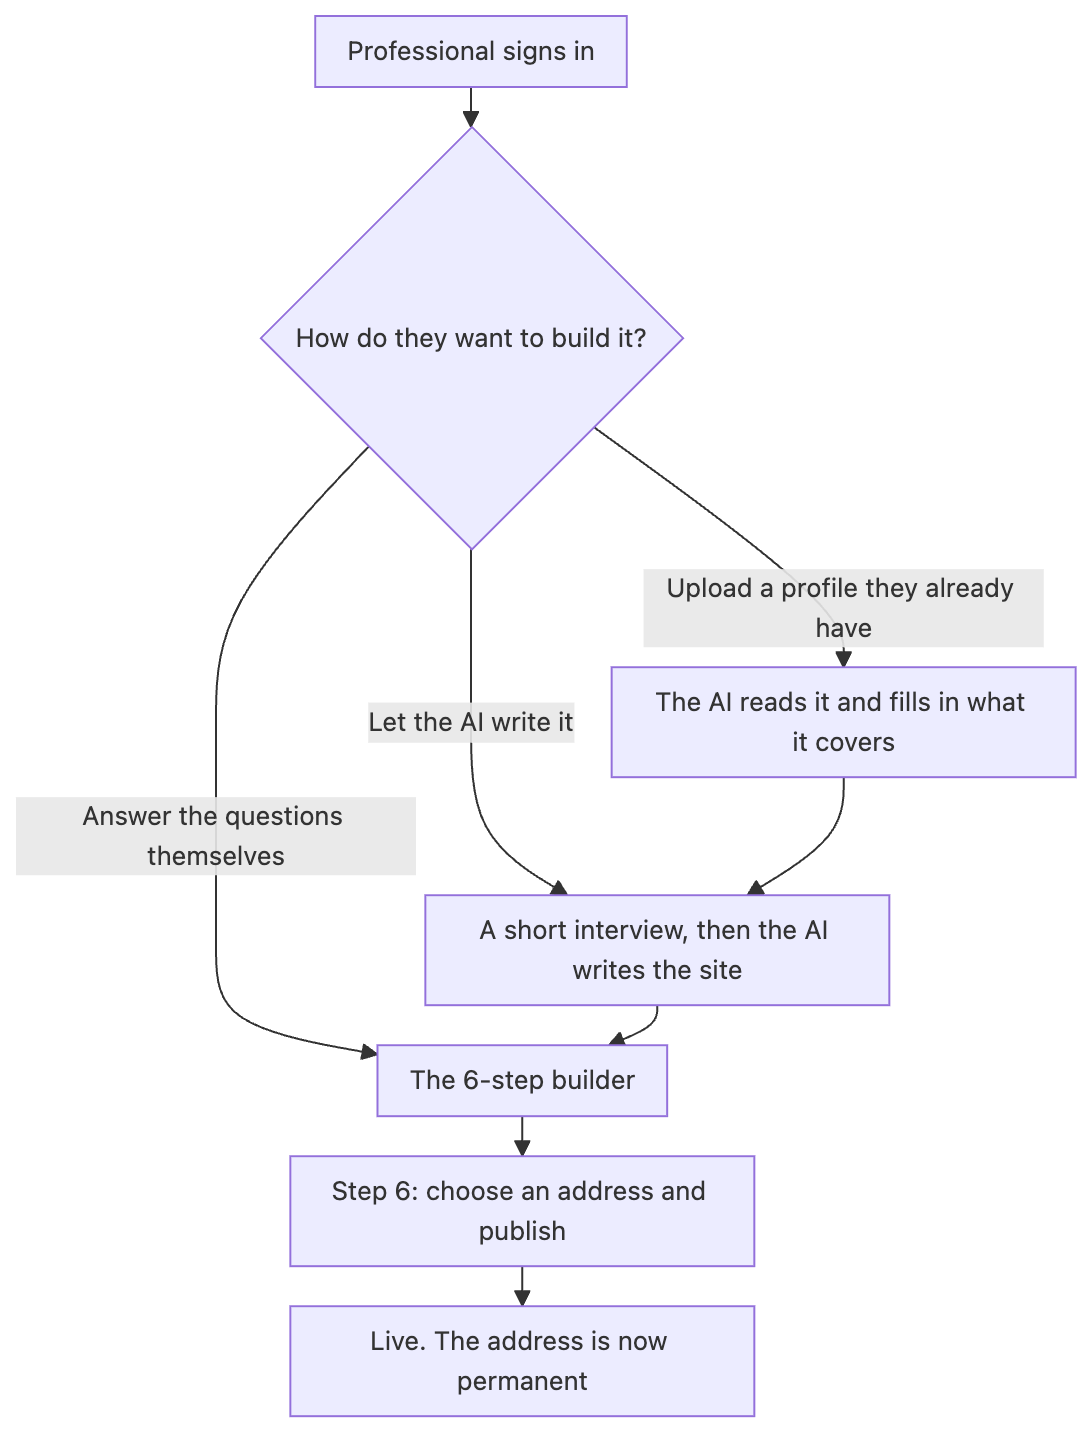 Professional signs in
How do they want to build it?
Upload a profile they already
have
The AI reads it and fills in what
it covers
Let the AI write it
Answer the questions
themselves
A short interview, then the AI
writes the site
The 6-step builder
Step 6: choose an address and
publish
Live. The address is now
permanent